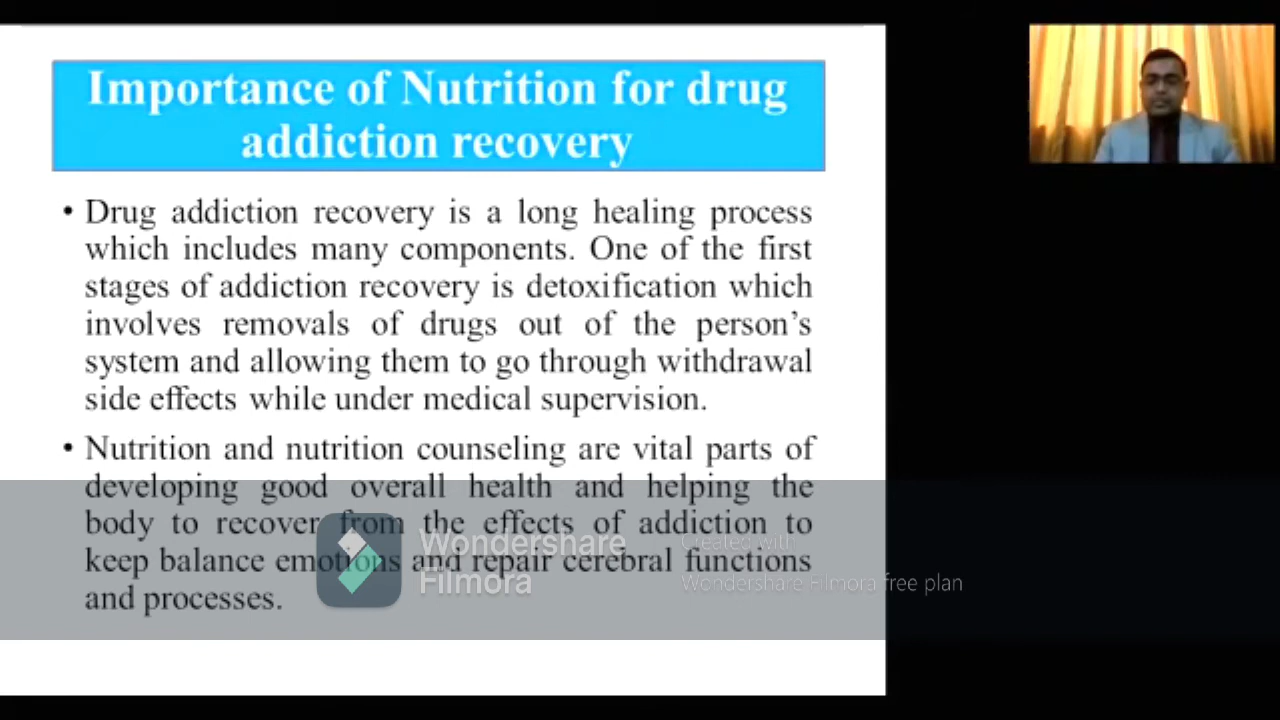 Importance of Nutrition for drug
addiction recovery
• Drug addiction recovery is a long healing process
which includes many components. One of the first
stages of addiction recovery is detoxification which
involves removals of drugs out of the person’s
system and allowing them to go through withdrawal
side effects while under medical supervision.
• Nutrition and nutrition counseling are vital parts of
developing good overall health and helping the
body to recover from the effects of addiction to
keep balance emotions and repair cerebral functions
and processes.
Wondershare
Filmora
Created with
Wondershare Filmora free plan